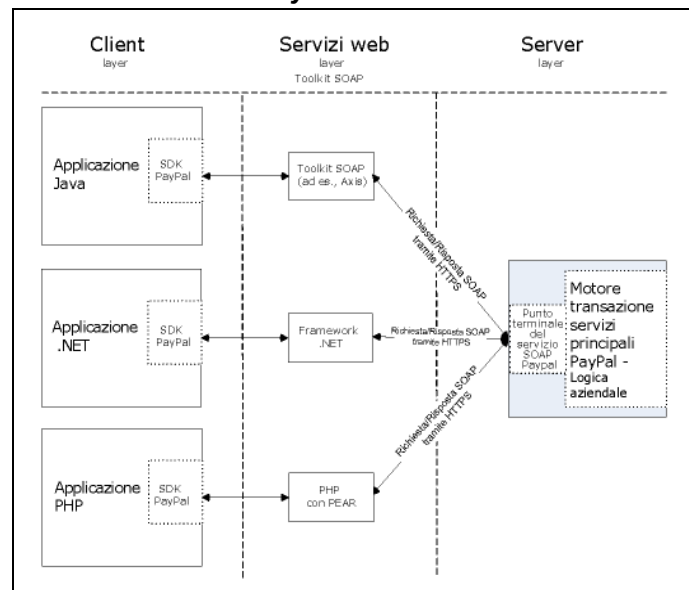 Client
layer
Servizi web
layer
Toolkit SOAP
Server
layer
Applicazione
Java
SDK
PayPal
Toolkit SOAP
(ad es., Axis)
Richiesta/Risposta SOAP
tramite HTTPS
Applicazione
.NET
SDK
PayPal
Framework
.NET
Richiesta/Risposta SOAP
tramite HTTPS
Punto
terminale
del
servizio
SOAP
Paypal
Motore
transazione
servizi
principali
PayPal -
Logica
aziendale
Applicazione
PHP
SDK
PayPal
PHP
con PEAR
Richiesta/Risposta SOAP
tramite HTTPS